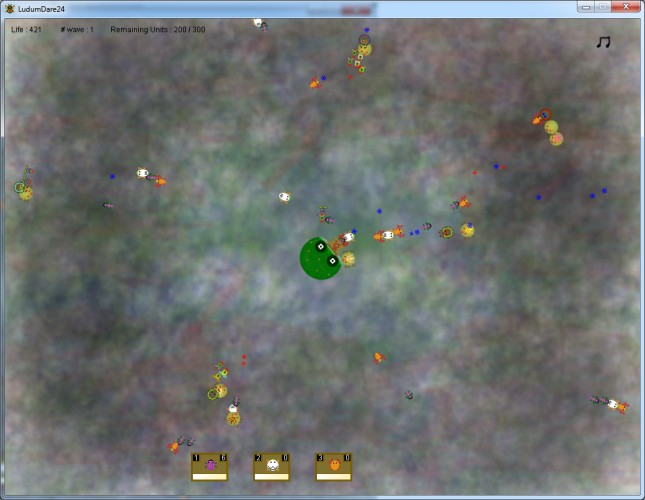 LudumDare24
Life : 421 # wave : 1 Remaining Units : 200 / 300
1 6 2 0 3 0